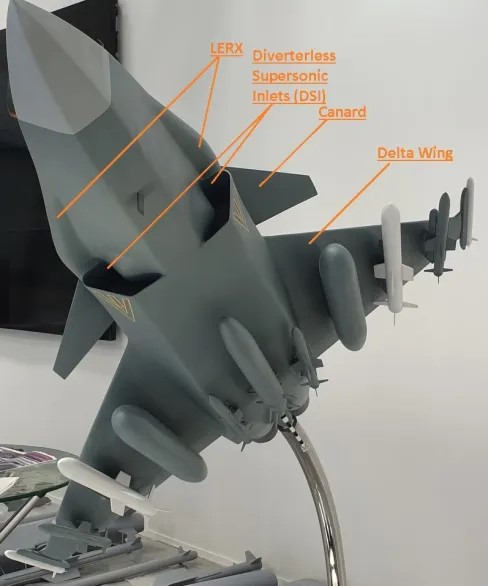 LERX
Diverterless
Supersonic
Inlets (DSI)
Canard
Delta Wing